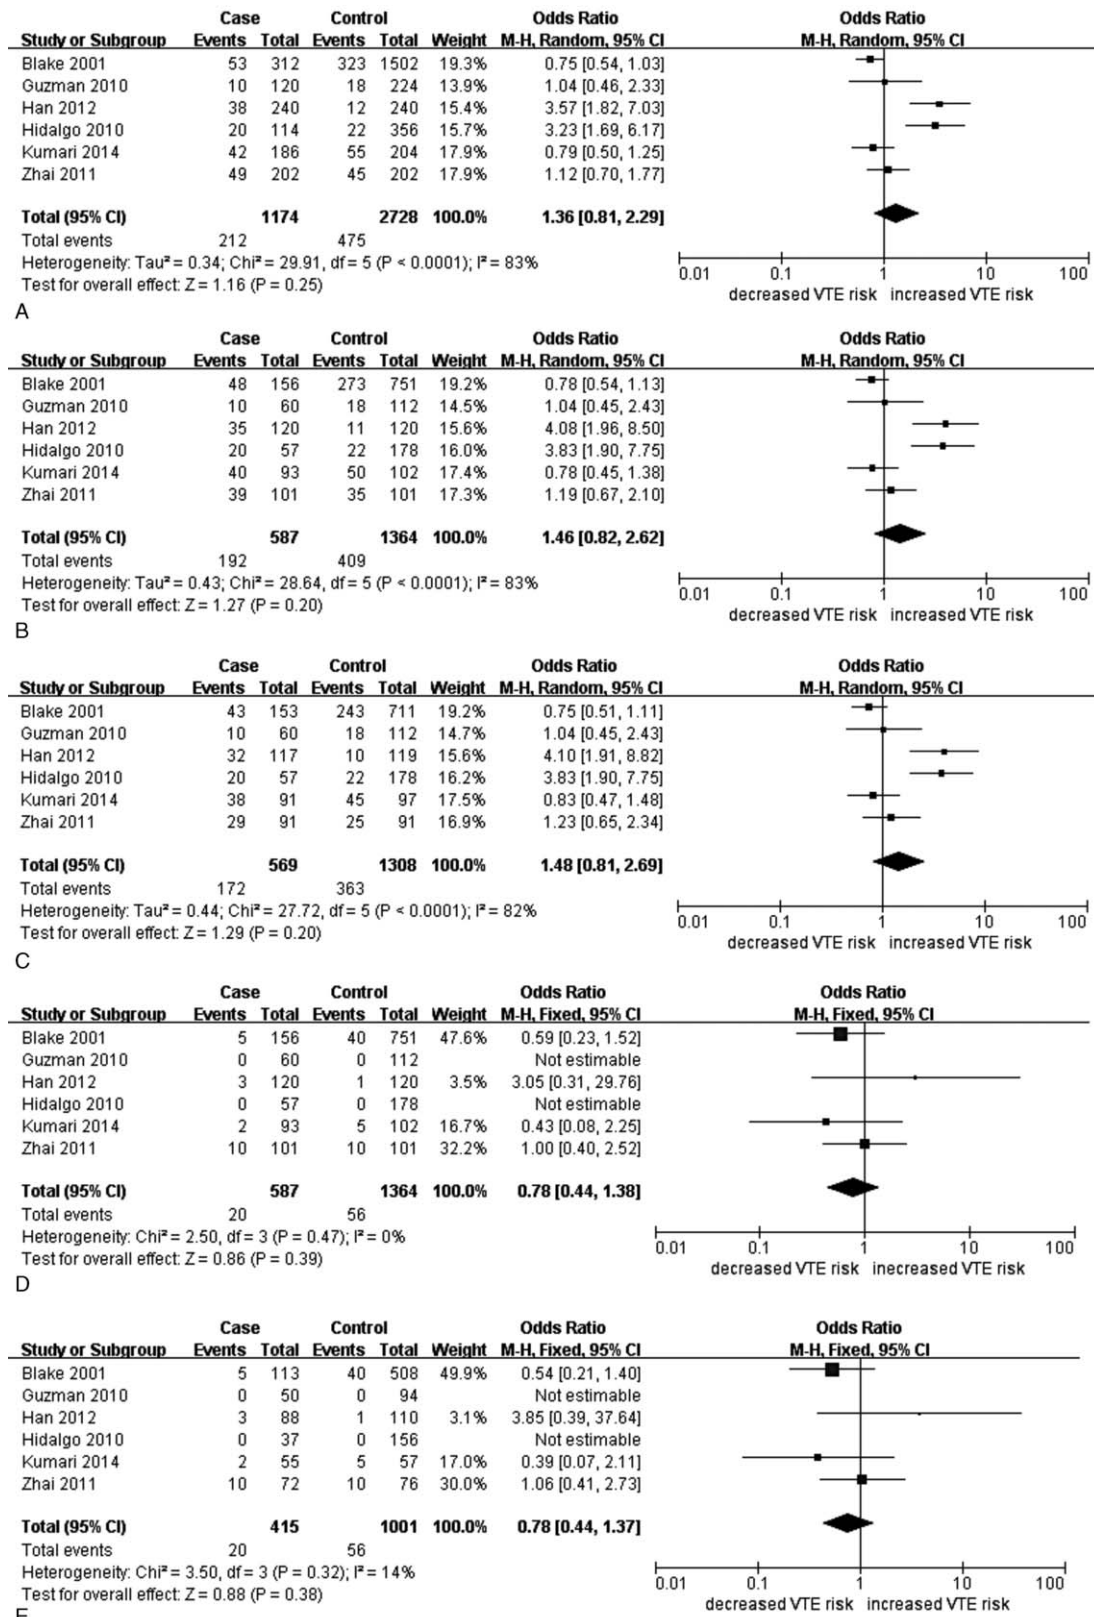 Case Control Odds Ratio Odds Ratio
Study or Subgroup Events Total Events Total Weight M-H, Random, 95% CI M-H, Random, 95% CI
Blake 2001 53 312 323 1502 19.3% 0.75 [0.54, 1.03]
Guzman 2010 10 120 18 224 13.9% 1.04 [0.46, 2.33]
Han 2012 38 240 12 240 15.4% 3.57 [1.82, 7.03]
Hidalgo 2010 20 114 22 356 15.7% 3.23 [1.69, 6.17]
Kumari 2014 42 186 55 204 17.9% 0.79 [0.50, 1.25]
Zhai 2011 49 202 45 202 17.9% 1.12 [0.70, 1.77]
Total (95% CI) 1174 2728 100.0% 1.36 [0.81, 2.29]
Total events 212 475
Heterogeneity: Tau² = 0.34; Chi² = 29.91, df = 5 (P < 0.0001); I² = 83%
Test for overall effect: Z = 1.16 (P = 0.25)
0.01 0.1 1 10 100
decreased VTE risk increased VTE risk
A
Case Control Odds Ratio Odds Ratio
Study or Subgroup Events Total Events Total Weight M-H, Random, 95% CI M-H, Random, 95% CI
Blake 2001 48 156 273 751 19.2% 0.78 [0.54, 1.13]
Guzman 2010 10 60 18 112 14.5% 1.04 [0.45, 2.43]
Han 2012 35 120 11 120 15.6% 4.08 [1.96, 8.50]
Hidalgo 2010 20 57 22 178 16.0% 3.83 [1.90, 7.75]
Kumari 2014 40 93 50 102 17.4% 0.78 [0.45, 1.38]
Zhai 2011 39 101 35 101 17.3% 1.19 [0.67, 2.10]
Total (95% CI) 587 1364 100.0% 1.46 [0.82, 2.62]
Total events 192 409
Heterogeneity: Tau² = 0.43; Chi² = 28.64, df = 5 (P < 0.0001); I² = 83%
Test for overall effect: Z = 1.27 (P = 0.20)
0.01 0.1 1 10 100
decreased VTE risk increased VTE risk
B
Case Control Odds Ratio Odds Ratio
Study or Subgroup Events Total Events Total Weight M-H, Random, 95% CI M-H, Random, 95% CI
Blake 2001 43 153 243 711 19.2% 0.75 [0.51, 1.11]
Guzman 2010 10 60 18 112 14.7% 1.04 [0.45, 2.43]
Han 2012 32 117 10 119 15.6% 4.10 [1.91, 8.82]
Hidalgo 2010 20 57 22 178 16.2% 3.83 [1.90, 7.75]
Kumari 2014 38 91 45 97 17.5% 0.83 [0.47, 1.48]
Zhai 2011 29 91 25 91 16.9% 1.23 [0.65, 2.34]
Total (95% CI) 569 1308 100.0% 1.48 [0.81, 2.69]
Total events 172 363
Heterogeneity: Tau² = 0.44; Chi² = 27.72, df = 5 (P < 0.0001); I² = 82%
Test for overall effect: Z = 1.29 (P = 0.20)
0.01 0.1 1 10 100
decreased VTE risk increased VTE risk
C
Case Control Odds Ratio Odds Ratio
Study or Subgroup Events Total Events Total Weight M-H, Fixed, 95% CI M-H, Fixed, 95% CI
Blake 2001 5 156 40 751 47.6% 0.59 [0.23, 1.52]
Guzman 2010 0 60 0 112 Not estimable
Han 2012 3 120 1 120 3.5% 3.05 [0.31, 29.76]
Hidalgo 2010 0 57 0 178 Not estimable
Kumari 2014 2 93 5 102 16.7% 0.43 [0.08, 2.25]
Zhai 2011 10 101 10 101 32.2% 1.00 [0.40, 2.52]
Total (95% CI) 587 1364 100.0% 0.78 [0.44, 1.38]
Total events 20 56
Heterogeneity: Chi² = 2.50, df = 3 (P = 0.47); I² = 0%
Test for overall effect: Z = 0.86 (P = 0.39)
0.01 0.1 1 10 100
decreased VTE risk inecreased VTE risk
D
Case Control Odds Ratio Odds Ratio
Study or Subgroup Events Total Events Total Weight M-H, Fixed, 95% CI M-H, Fixed, 95% CI
Blake 2001 5 113 40 508 49.9% 0.54 [0.21, 1.40]
Guzman 2010 0 50 0 94 Not estimable
Han 2012 3 88 1 110 3.1% 3.85 [0.39, 37.64]
Hidalgo 2010 0 37 0 156 Not estimable
Kumari 2014 2 55 5 57 17.0% 0.39 [0.07, 2.11]
Zhai 2011 10 72 10 76 30.0% 1.06 [0.41, 2.73]
Total (95% CI) 415 1001 100.0% 0.78 [0.44, 1.37]
Total events 20 56
Heterogeneity: Chi² = 3.50, df = 3 (P = 0.32); I² = 14%
Test for overall effect: Z = 0.88 (P = 0.38)
0.01 0.1 1 10 100
decreased VTE risk increased VTE risk
E